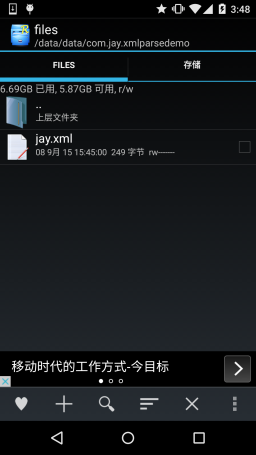 3:48
files
/data/data/com.jay.xmlparsedemo
FILES
存储
6.69GB 已用, 5.87GB 可用, r/w
..
上层文件夹
jay.xml
08 9月 15 15:45:00 249 字节 rw-------
移动时代的工作方式-今目标